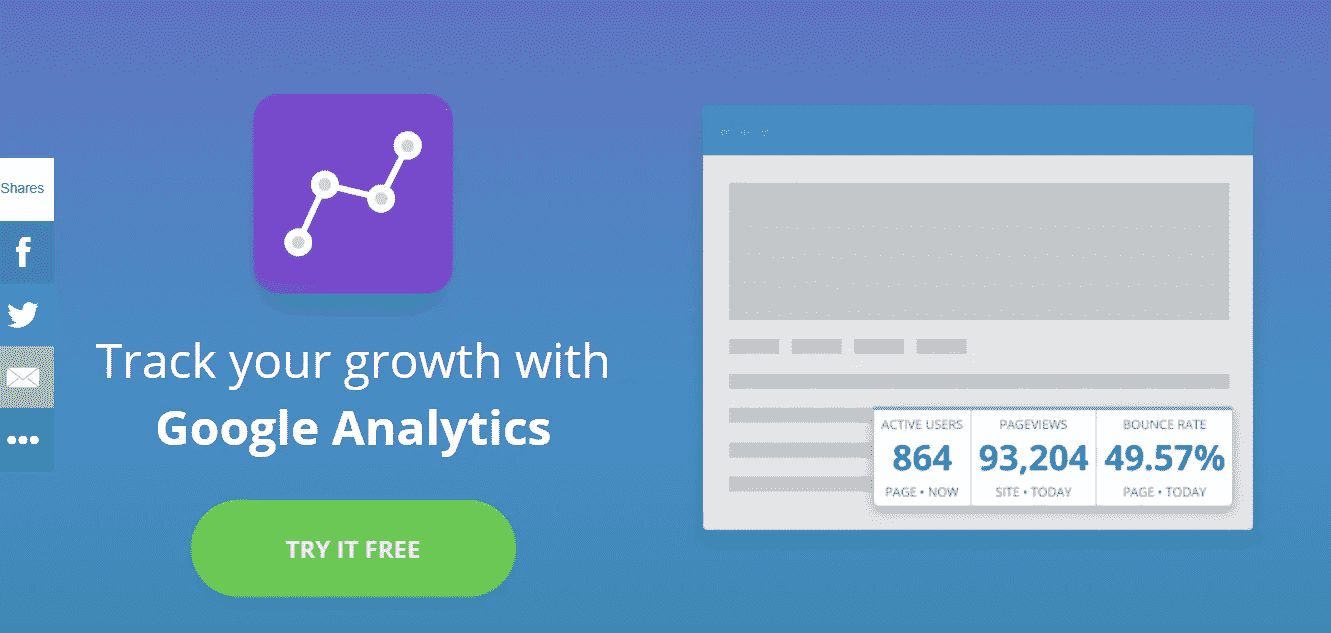 Shares
Track your growth with
Google Analytics
TRY IT FREE
ACTIVE USERS PAGEVIEWS BOUNCE RATE
864 93,204 49.57%
PAGE • NOW SITE • TODAY PAGE • TODAY